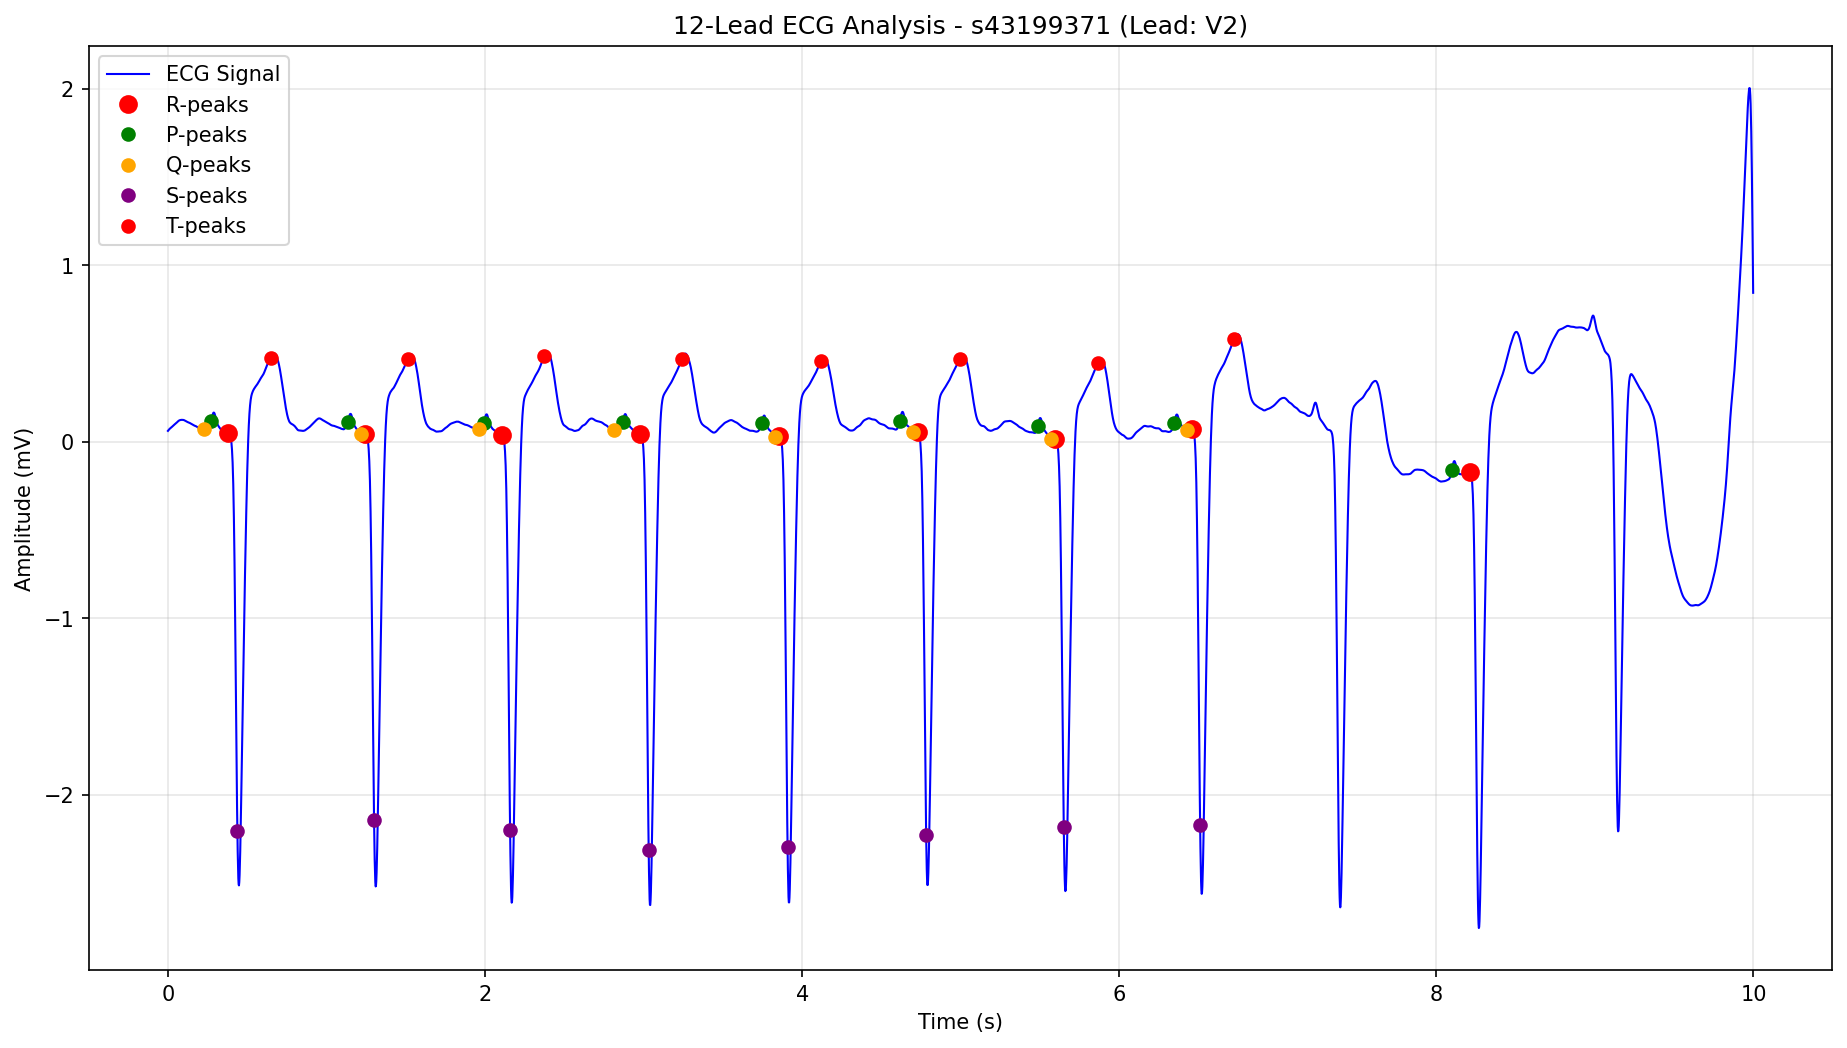 12-Lead ECG Analysis - s43199371 (Lead: V2)
ECG Signal
R-peaks
P-peaks
Q-peaks
S-peaks
T-peaks
2
1
0
−1
−2
Amplitude (mV)
0
2
4
6
8
10
Time (s)